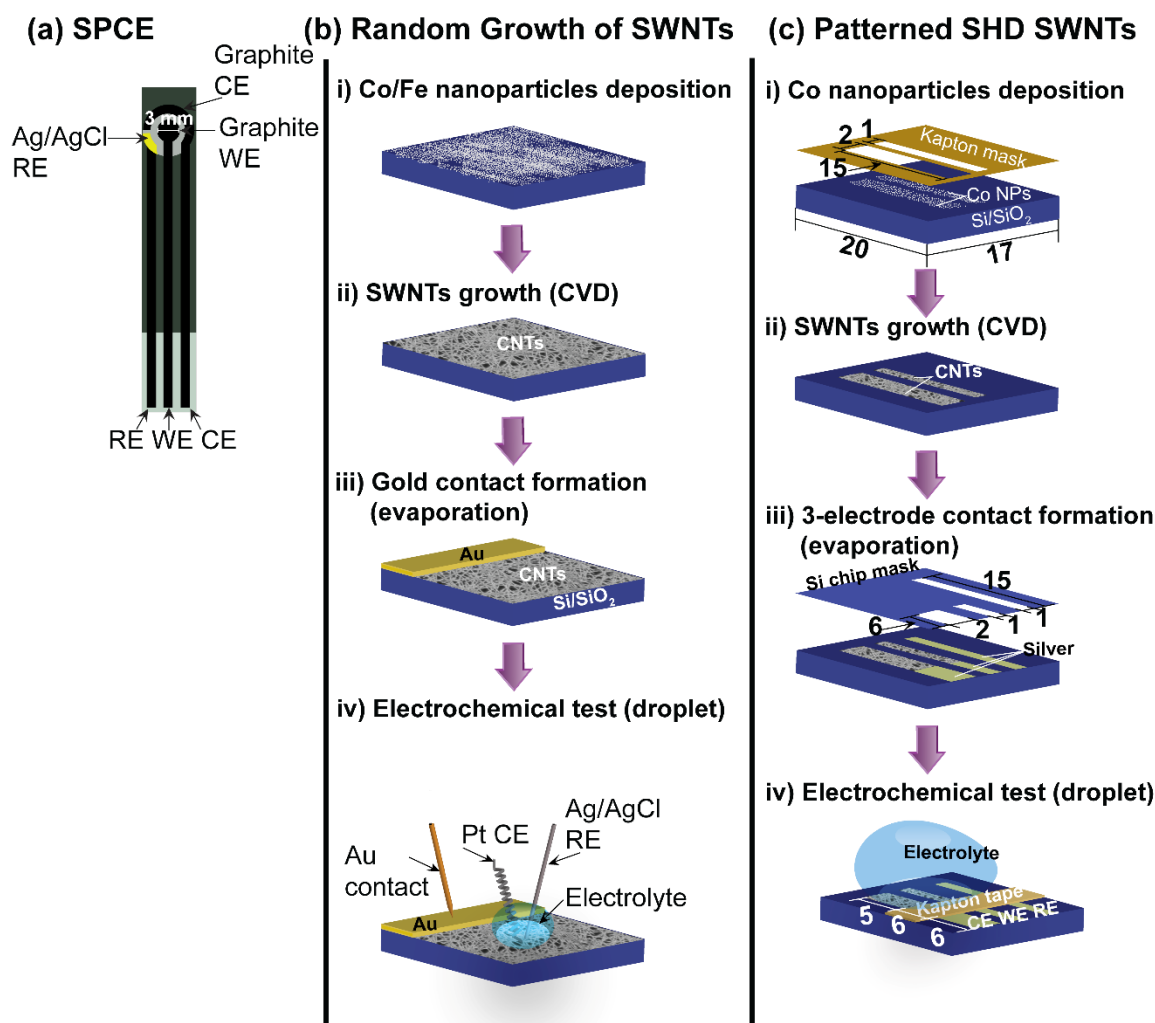 (a) SPCE
Graphite
CE
3 mm
Graphite
WE
Ag/AgCl
RE
RE WE CE
(b) Random Growth of SWNTs
i) Co/Fe nanoparticles deposition
ii) SWNTs growth (CVD)
CNTs
iii) Gold contact formation
(evaporation)
Au
CNTs
Si/SiO₂
iv) Electrochemical test (droplet)
Ag/AgCl
RE
Pt CE
Au
contact
Electrolyte
Au
(c) Patterned SHD SWNTs
i) Co nanoparticles deposition
2 1
Kapton mask
15
Co NPs
Si/SiO₂
20
17
ii) SWNTs growth (CVD)
CNTs
iii) 3-electrode contact formation
(evaporation)
Si chip mask
15
6
2
1
1
Silver
iv) Electrochemical test (droplet)
Electrolyte
Kapton tape
5
6
6
CE WE RE